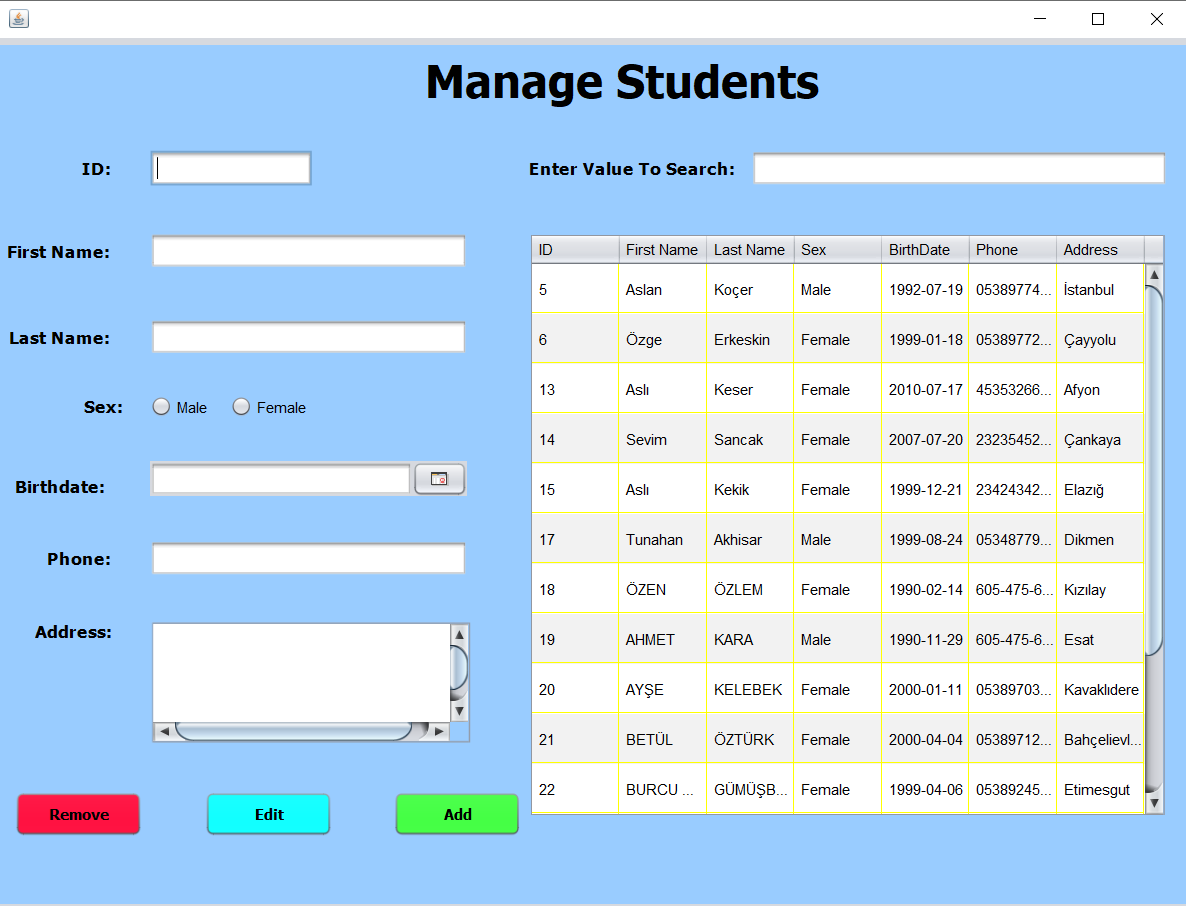 Manage Students
ID:
Enter Value To Search:
First Name:
Last Name:
Sex: Male Female
Birthdate:
Phone:
Address:
Remove Edit Add
ID First Name Last Name Sex BirthDate Phone Address
5 Aslan Koçer Male 1992-07-19 05389774... İstanbul
6 Özge Erkeskin Female 1999-01-18 05389772... Çayyolu
13 Aslı Keser Female 2010-07-17 45353266... Afyon
14 Sevim Sancak Female 2007-07-20 23235452... Çankaya
15 Aslı Kekik Female 1999-12-21 23424342... Elazığ
17 Tunahan Akhisar Male 1999-08-24 05348779... Dikmen
18 ÖZEN ÖZLEM Female 1990-02-14 605-475-6... Kızılay
19 AHMET KARA Male 1990-11-29 605-475-6... Esat
20 AYŞE KELEBEK Female 2000-01-11 05389703... Kavaklıdere
21 BETÜL ÖZTÜRK Female 2000-04-04 05389712... Bahçelievl...
22 BURCU ... GÜMÜŞB... Female 1999-04-06 05389245... Etimesgut